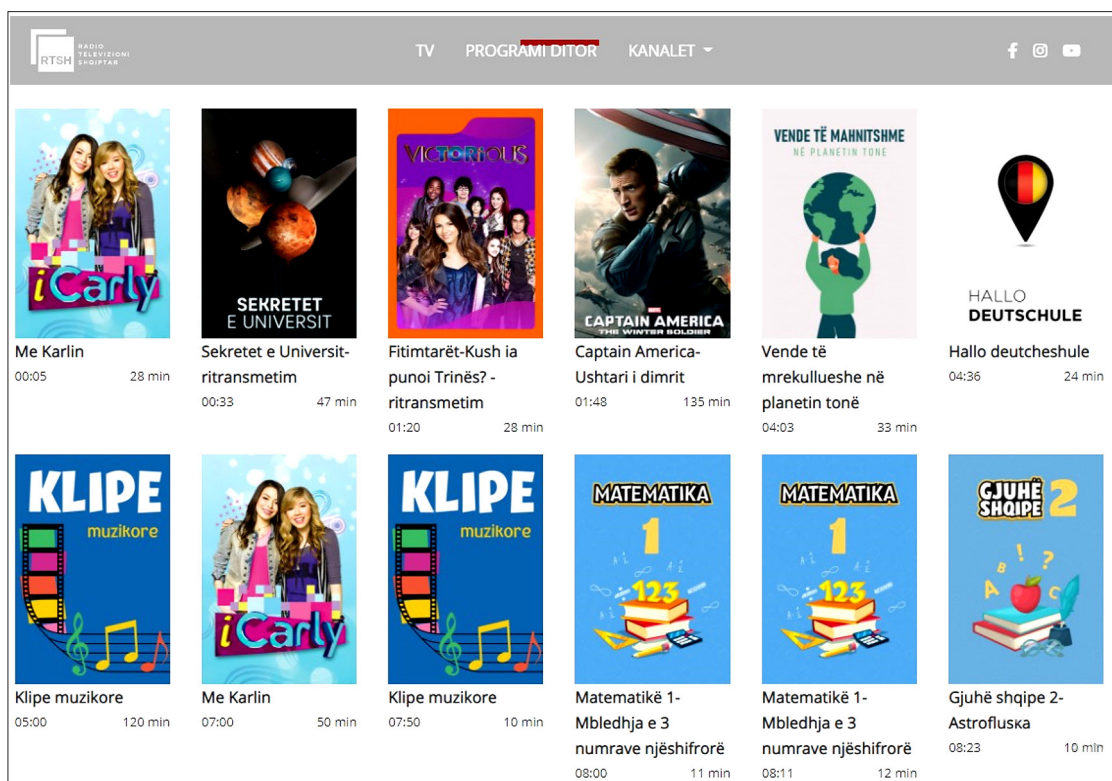 RTSH
RADIO
TELEVIZIONI
SHQIPTAR
TV PROGRAMI DITOR KANALET
iCarly
Me Karlin
00:05 28 min
SEKRETET
E UNIVERSIT
Sekretet e Universit-
ritransmetim
00:33 47 min
VICTORIOUS
Fitimtarët-Kush ia
punoi Trinës? -
ritransmetim
01:20 28 min
MARVEL
CAPTAIN AMERICA
THE WINTER SOLDIER
Captain America-
Ushtari i dimrit
01:48 135 min
VENDE TË MAHNITSHME
NË PLANETIN TONË
Vende të
mrekullueshe në
planetin tonë
04:03 33 min
HALLO
DEUTSCHULE
Hallo deutcheshule
04:36 24 min
KLIPE
muzikore
Klipe muzikore
05:00 120 min
iCarly
Me Karlin
07:00 50 min
KLIPE
muzikore
Klipe muzikore
07:50 10 min
MATEMATIKA
1
123
Matematikë 1-
Mbledhja e 3
numrave njëshifrorë
08:00 11 min
MATEMATIKA
1
123
Matematikë 1-
Mbledhja e 3
numrave njëshifrorë
08:11 12 min
GJUHË
SHQIPE 2
A B ! ? C
Gjuhë shqipe 2-
Astrofluska
08:23 10 min